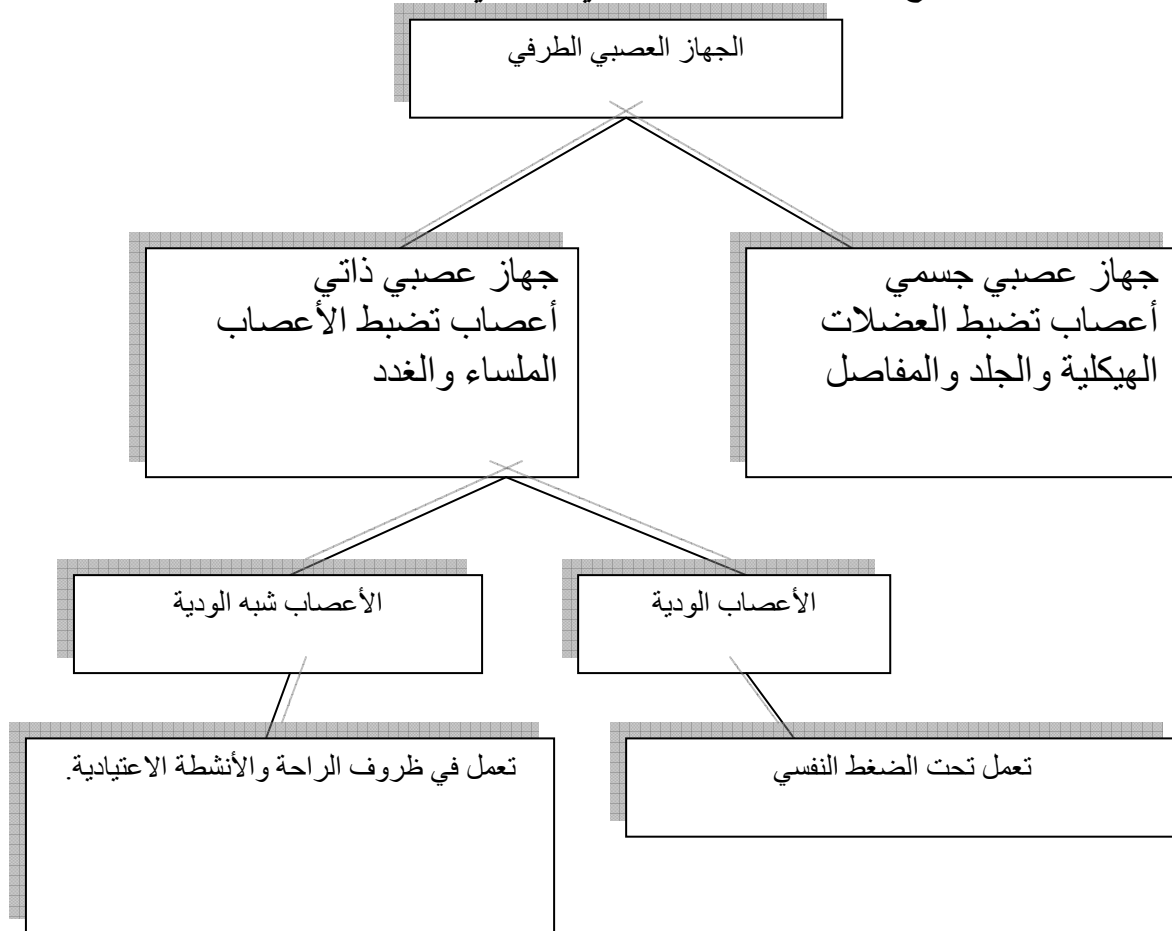 الجهاز العصبي الطرفي
جهاز عصبي جسمي
أعصاب تضبط العضلات
الهيكلية والجلد والمفاصل
جهاز عصبي ذاتي
أعصاب تضبط الأعصاب
الملساء والغدد
الأعصاب الودية
الأعصاب شبه الودية
تعمل تحت الضغط النفسي
تعمل في ظروف الراحة والأنشطة الاعتيادية.